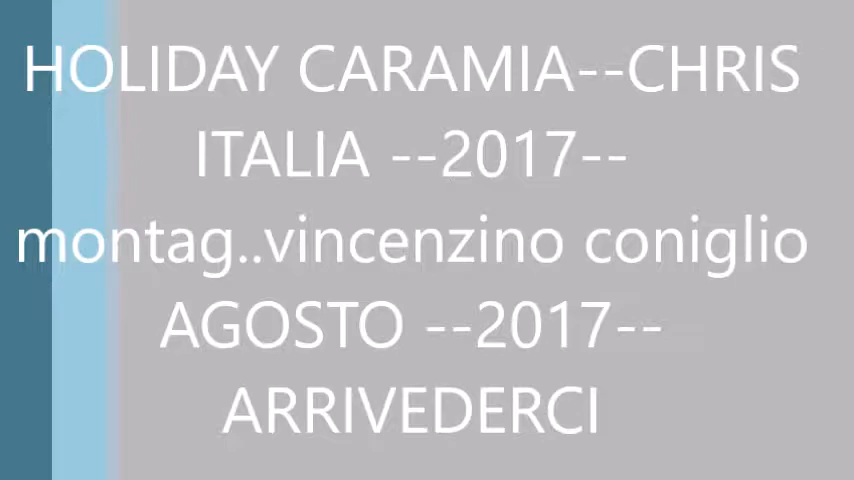 HOLIDAY CARAMIA--CHRIS
ITALIA --2017--
montag..vincenzino coniglio
AGOSTO --2017--
ARRIVEDERCI